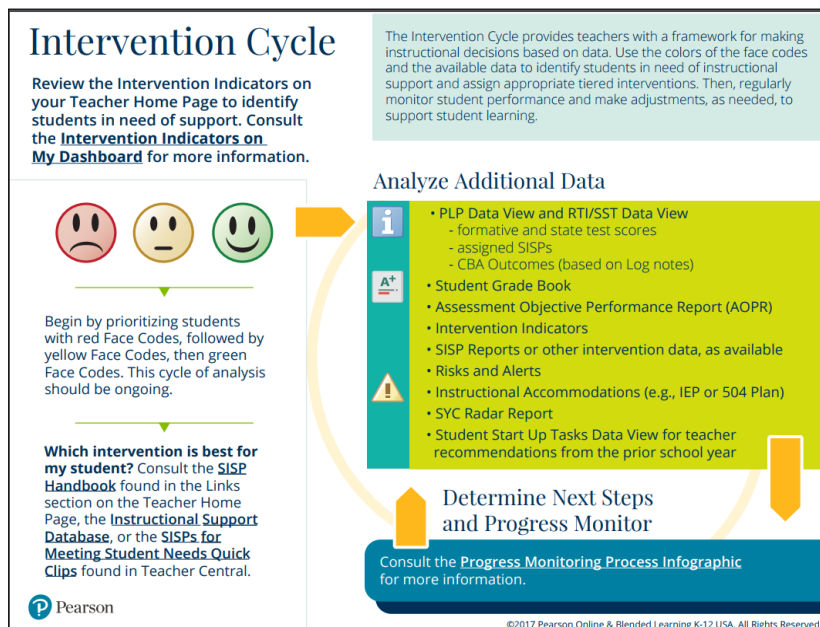 Intervention Cycle
Review the Intervention Indicators on
your Teacher Home Page to identify
students in need of support. Consult
the Intervention Indicators on
My Dashboard for more information.
The Intervention Cycle provides teachers with a framework for making
instructional decisions based on data. Use the colors of the face codes
and the available data to identify students in need of instructional
support and assign appropriate tiered interventions. Then, regularly
monitor student performance and make adjustments, as needed, to
support student learning.
Begin by prioritizing students
with red Face Codes, followed by
yellow Face Codes, then green
Face Codes. This cycle of analysis
should be ongoing.
Which intervention is best for
my student? Consult the SISP
Handbook found in the Links
section on the Teacher Home
Page, the Instructional Support
Database, or the SISPs for
Meeting Student Needs Quick
Clips found in Teacher Central.
Analyze Additional Data
i
A+
• PLP Data View and RTI/SST Data View
- formative and state test scores
- assigned SISPs
- CBA Outcomes (based on Log notes)
• Student Grade Book
• Assessment Objective Performance Report (AOPR)
• Intervention Indicators
• SISP Reports or other intervention data, as available
• Risks and Alerts
• Instructional Accommodations (e.g., IEP or 504 Plan)
• SYC Radar Report
• Student Start Up Tasks Data View for teacher
recommendations from the prior school year
Determine Next Steps
and Progress Monitor
Consult the Progress Monitoring Process Infographic
for more information.
P Pearson
©2017 Pearson Online & Blended Learning K-12 USA. All Rights Reserved